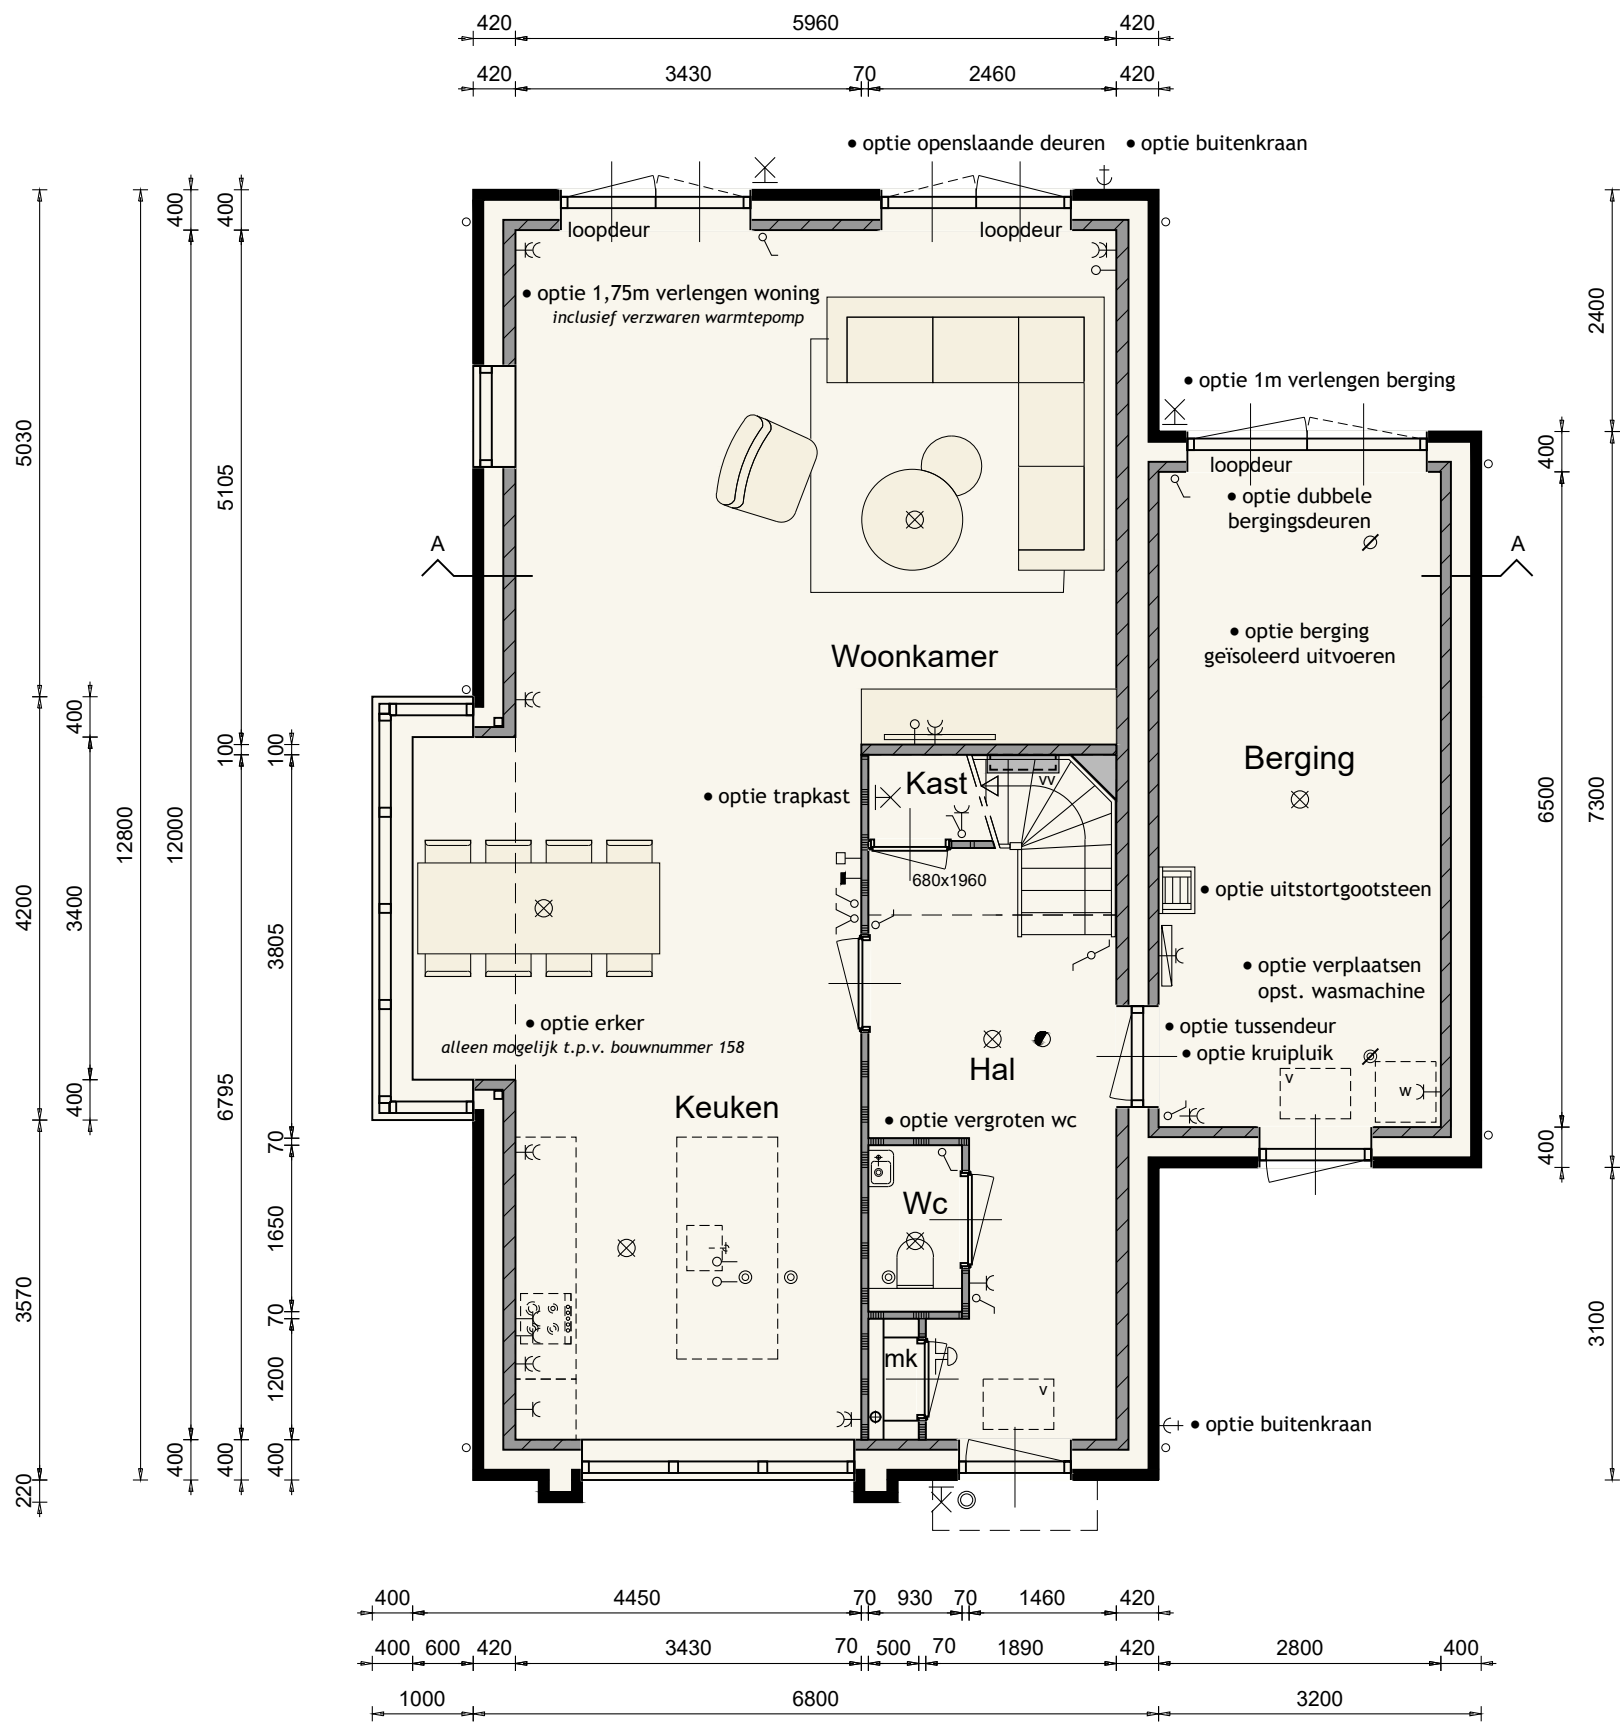 420 5960 420
420 3430 70 2460 420
• optie openslaande deuren • optie buitenkraan
400 400
loopdeur loopdeur
• optie 1,75m verlengen woning
inclusief verzwaren warmtepomp
2400
• optie 1m verlengen berging
5030
400
5105
loopdeur
• optie dubbele
bergingsdeuren
A A
• optie berging
geïsoleerd uitvoeren
Woonkamer
400
100 100
Berging
Kast
vv
• optie trapkast
12800 12000
6500 7300
680x1960
• optie uitstortgootsteen
4200 3400
3805
• optie verplaatsen
opst. wasmachine
• optie erker
alleen mogelijk t.p.v. bouwnummer 158
• optie tussendeur
• optie kruipluik
Hal
v
w
400
6795
Keuken
• optie vergroten wc
70
400
Wc
1650
3570
70
3100
mk
1200
v
• optie buitenkraan
400 400 400
220
400 4450 70 930 70 1460 420
400 600 420 3430 70 500 70 1890 420 2800 400
1000 6800 3200